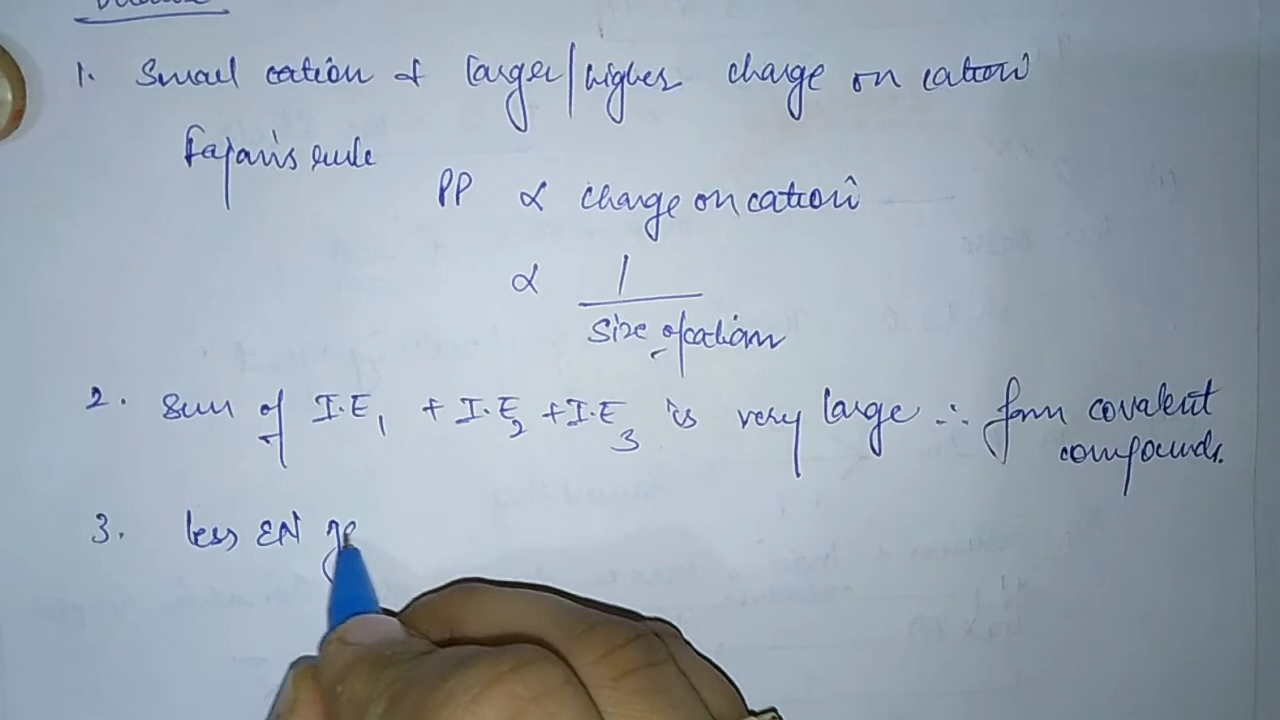 1. Small cation & larger/higher charge on cation
Fajan's rule
PP ∝ charge on cation
∝ 1
Size of cation
2. Sum of I.E1 + I.E2 + I.E3 is very large ∴ form covalent
compounds.
3. less EN